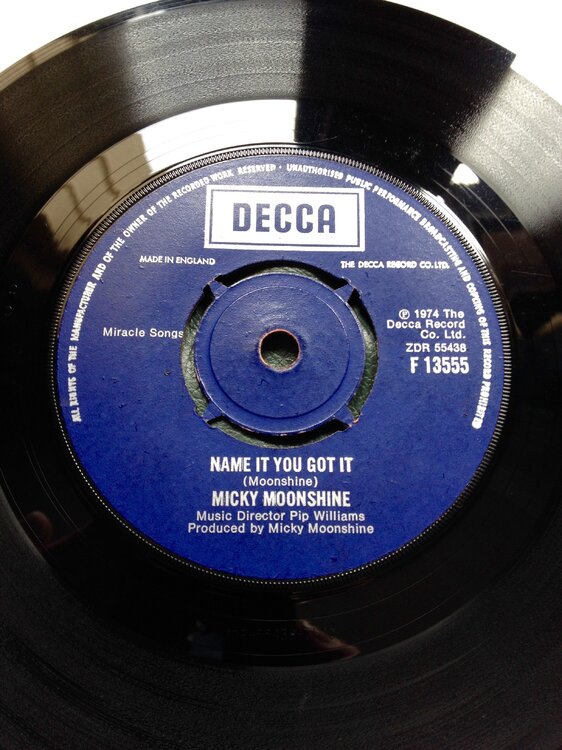 ALL RIGHTS OF THE MANUFACTURER AND OF THE OWNER OF THE RECORDED WORK RESERVED · UNAUTHORISED PUBLIC PERFORMANCE BROADCASTING AND COPYING OF THIS RECORD PROHIBITED
DECCA
MADE IN ENGLAND
THE DECCA RECORD CO. LTD.
Miracle Songs
℗ 1974 The
Decca Record
Co. Ltd.
ZDR 55438
F 13555
NAME IT YOU GOT IT
(Moonshine)
MICKY MOONSHINE
Music Director Pip Williams
Produced by Micky Moonshine